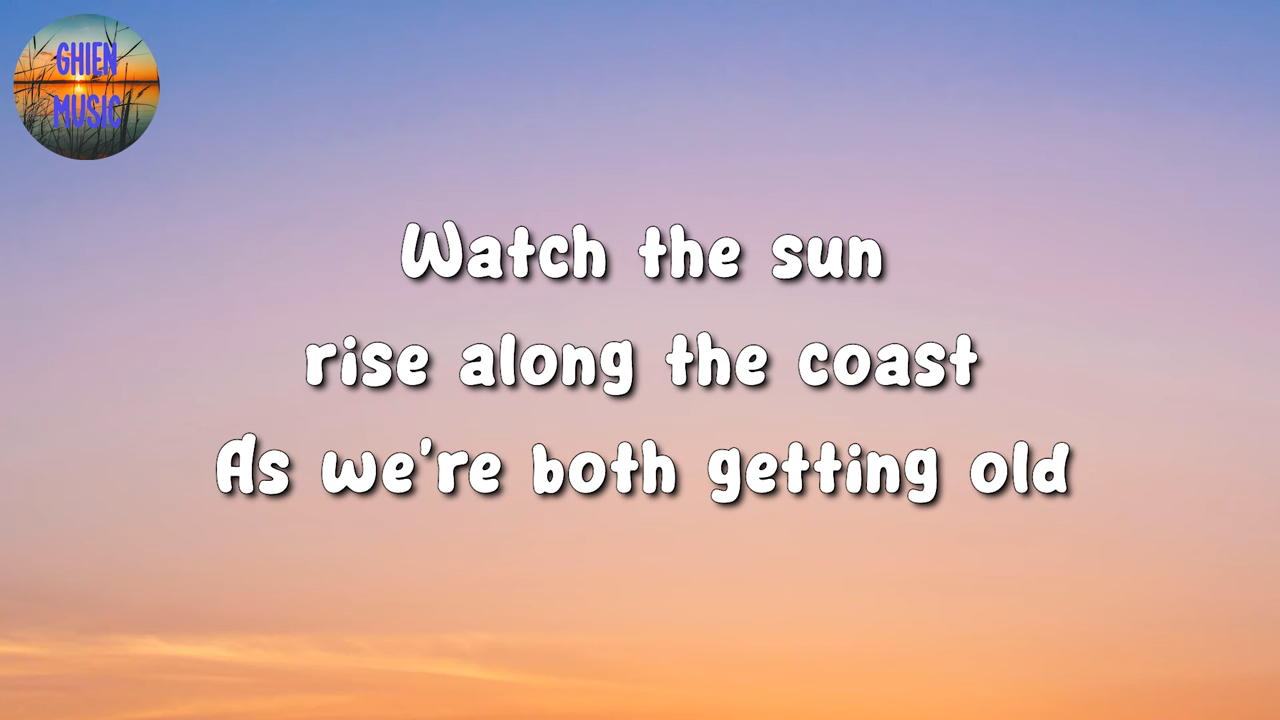 GHIEN
MUSIC
Watch the sun
rise along the coast
As we're both getting old